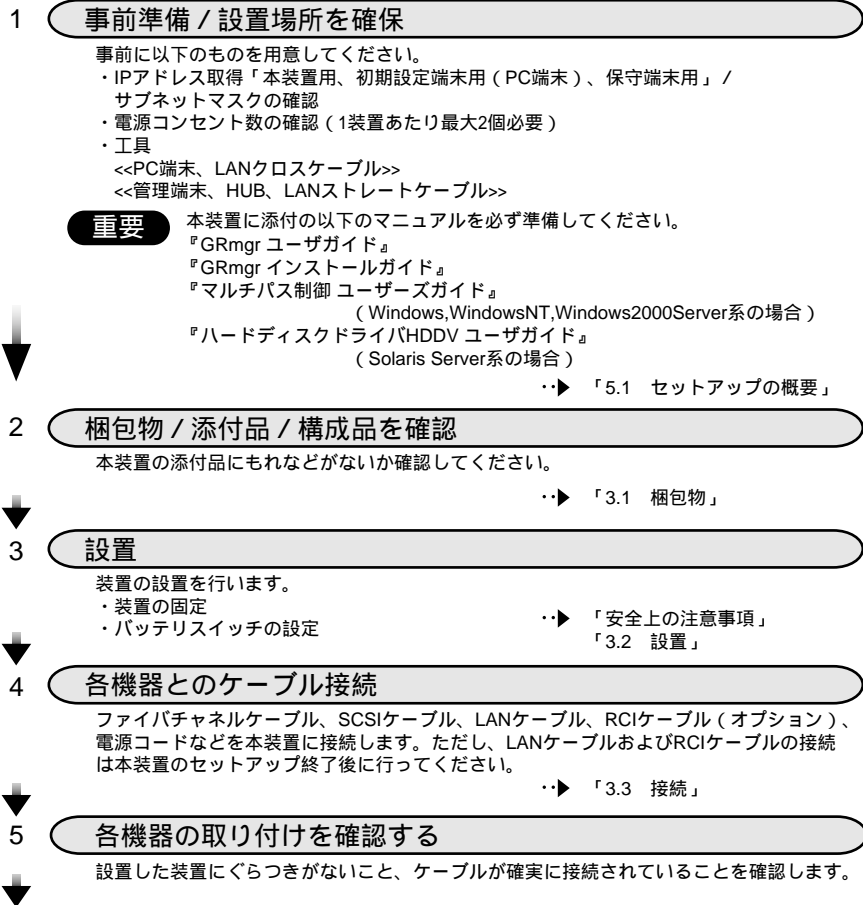 1 事前準備 / 設置場所を確保
事前に以下のものを用意してください。
・IPアドレス取得「本装置用、初期設定端末用（PC端末）、保守端末用」/
サブネットマスクの確認
・電源コンセント数の確認（1装置あたり最大2個必要）
・工具
<<PC端末、LANクロスケーブル>>
<<管理端末、HUB、LANストレートケーブル>>
重要 本装置に添付の以下のマニュアルを必ず準備してください。
『GRmgr ユーザガイド』
『GRmgr インストールガイド』
『マルチパス制御 ユーザーズガイド』
（Windows,WindowsNT,Windows2000Server系の場合）
『ハードディスクドライバHDDV ユーザガイド』
（Solaris Server系の場合）
「5.1 セットアップの概要」
2 梱包物 / 添付品 / 構成品を確認
本装置の添付品にもれなどがないか確認してください。
「3.1 梱包物」
3 設置
装置の設置を行います。
・装置の固定
・バッテリスイッチの設定
「安全上の注意事項」
「3.2 設置」
4 各機器とのケーブル接続
ファイバチャネルケーブル、SCSIケーブル、LANケーブル、RCIケーブル（オプション）、
電源コードなどを本装置に接続します。ただし、LANケーブルおよびRCIケーブルの接続
は本装置のセットアップ終了後に行ってください。
「3.3 接続」
5 各機器の取り付けを確認する
設置した装置にぐらつきがないこと、ケーブルが確実に接続されていることを確認します。